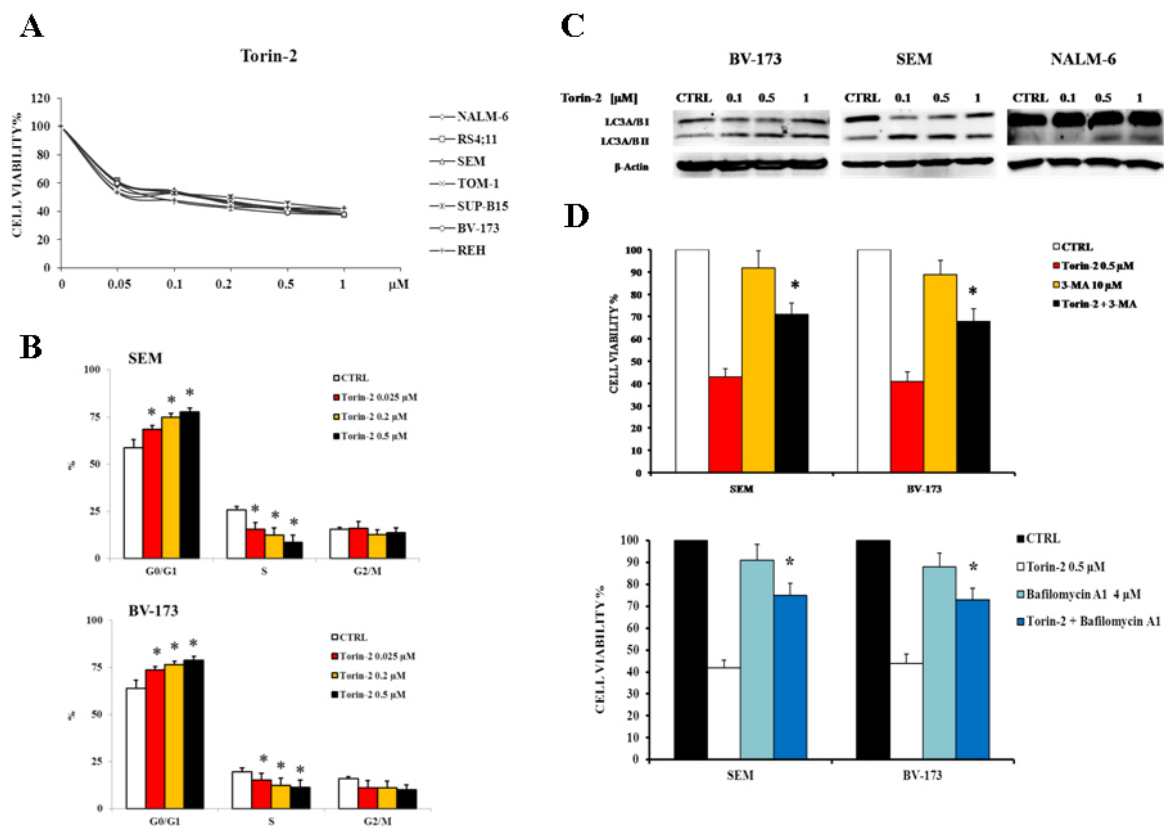 A
Torin-2
CELL VIABILITY%
120
100
80
60
40
20
0
0 0.05 0.1 0.2 0.5 1 µM
NALM-6
RS4;11
SEM
TOM-1
SUP-B15
BV-173
REH
B
SEM
%
100
75
50
25
0
G0/G1 S G2/M
CTRL
Torin-2 0.025 µM
Torin-2 0.2 µM
Torin-2 0.5 µM
* * *
* * *
BV-173
%
100
75
50
25
0
G0/G1 S G2/M
CTRL
Torin-2 0.025 µM
Torin-2 0.2 µM
Torin-2 0.5 µM
* * *
* * *
C
BV-173 SEM NALM-6
Torin-2 [µM] CTRL 0.1 0.5 1 CTRL 0.1 0.5 1 CTRL 0.1 0.5 1
LC3A/B I
LC3A/B II
β-Actin
D
CELL VIABILITY %
100
90
80
70
60
50
40
30
20
10
0
SEM BV-173
* *
CTRL
Torin-2 0.5 µM
3-MA 10 µM
Torin-2 + 3-MA
CELL VIABILITY %
100
90
80
70
60
50
40
30
20
10
0
SEM BV-173
* *
CTRL
Torin-2 0.5 µM
Bafilomycin A1 4 µM
Torin-2 + Bafilomycin A1